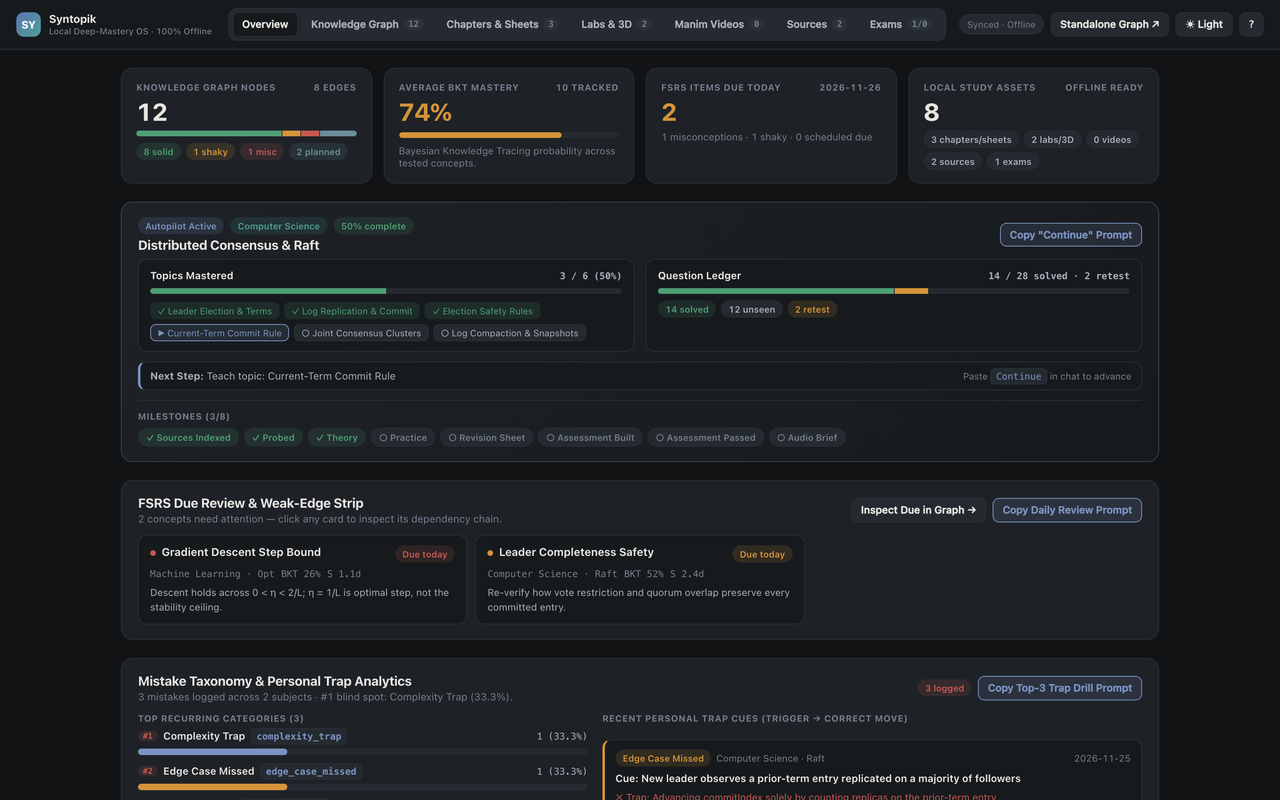 SY
Syntopik
Local Deep-Mastery OS · 100% Offline
Overview
Knowledge Graph 12
Chapters & Sheets 3
Labs & 3D 2
Manim Videos 0
Sources 2
Exams 1/0
Synced · Offline
Standalone Graph ↗
☀ Light
?
KNOWLEDGE GRAPH NODES 8 EDGES
12
8 solid 1 shaky 1 misc 2 planned
AVERAGE BKT MASTERY 10 TRACKED
74%
Bayesian Knowledge Tracing probability across
tested concepts.
FSRS ITEMS DUE TODAY 2026-11-26
2
1 misconceptions · 1 shaky · 0 scheduled due
LOCAL STUDY ASSETS OFFLINE READY
8
3 chapters/sheets 2 labs/3D 0 videos
2 sources 1 exams
Autopilot Active Computer Science 50% complete
Distributed Consensus & Raft
Copy "Continue" Prompt
Topics Mastered 3 / 6 (50%)
✓ Leader Election & Terms ✓ Log Replication & Commit ✓ Election Safety Rules
▶ Current-Term Commit Rule ○ Joint Consensus Clusters ○ Log Compaction & Snapshots
Question Ledger 14 / 28 solved · 2 retest
14 solved 12 unseen 2 retest
Next Step: Teach topic: Current-Term Commit Rule
Paste Continue in chat to advance
MILESTONES (3/8)
✓ Sources Indexed ✓ Probed ✓ Theory ○ Practice ○ Revision Sheet ○ Assessment Built ○ Assessment Passed ○ Audio Brief
FSRS Due Review & Weak-Edge Strip
2 concepts need attention — click any card to inspect its dependency chain.
Inspect Due in Graph →
Copy Daily Review Prompt
Gradient Descent Step Bound Due today
Machine Learning · Opt BKT 26% S 1.1d
Descent holds across 0 < η < 2/L; η = 1/L is optimal step, not the
stability ceiling.
Leader Completeness Safety Due today
Computer Science · Raft BKT 52% S 2.4d
Re-verify how vote restriction and quorum overlap preserve every
committed entry.
Mistake Taxonomy & Personal Trap Analytics
3 mistakes logged across 2 subjects · #1 blind spot: Complexity Trap (33.3%).
3 logged
Copy Top-3 Trap Drill Prompt
TOP RECURRING CATEGORIES (3)
#1 Complexity Trap complexity_trap 1 (33.3%)
#2 Edge Case Missed edge_case_missed 1 (33.3%)
RECENT PERSONAL TRAP CUES (TRIGGER → CORRECT MOVE)
Edge Case Missed Computer Science · Raft 2026-11-25
Cue: New leader observes a prior-term entry replicated on a majority of followers
✕ Trap: Advancing commitIndex solely by counting replicas on the prior-term entry